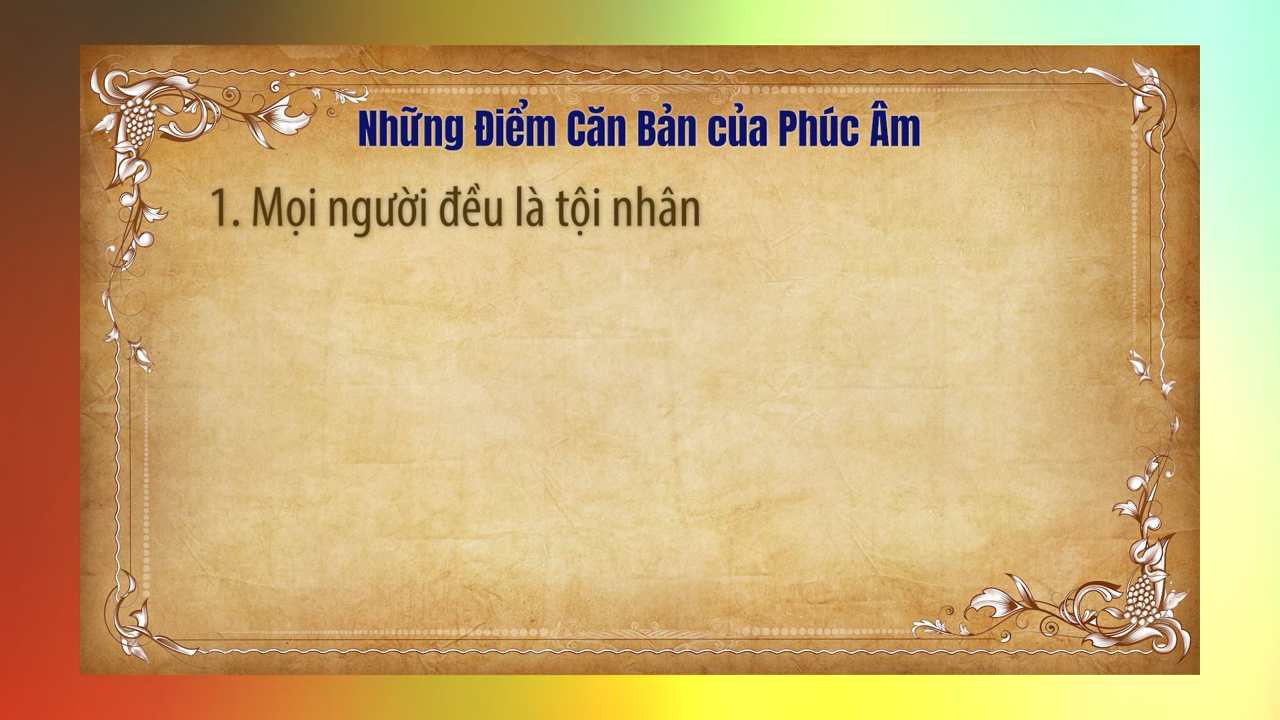 Những Điểm Căn Bản của Phúc Âm
1. Mọi người đều là tội nhân